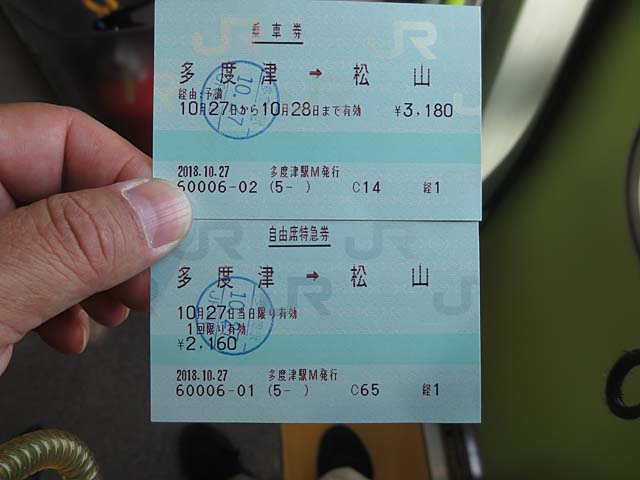 乗車券
多度津 → 松山
経由:予讃
10月27日から10月28日まで有効 ¥3,180
2018.10.27 多度津駅M発行
60006-02 (5- ) C14 経1
自由席特急券
多度津 → 松山
10月27日当日限り有効
1回限り有効
¥2,160
2018.10.27 多度津駅M発行
60006-01 (5- ) C65 経1